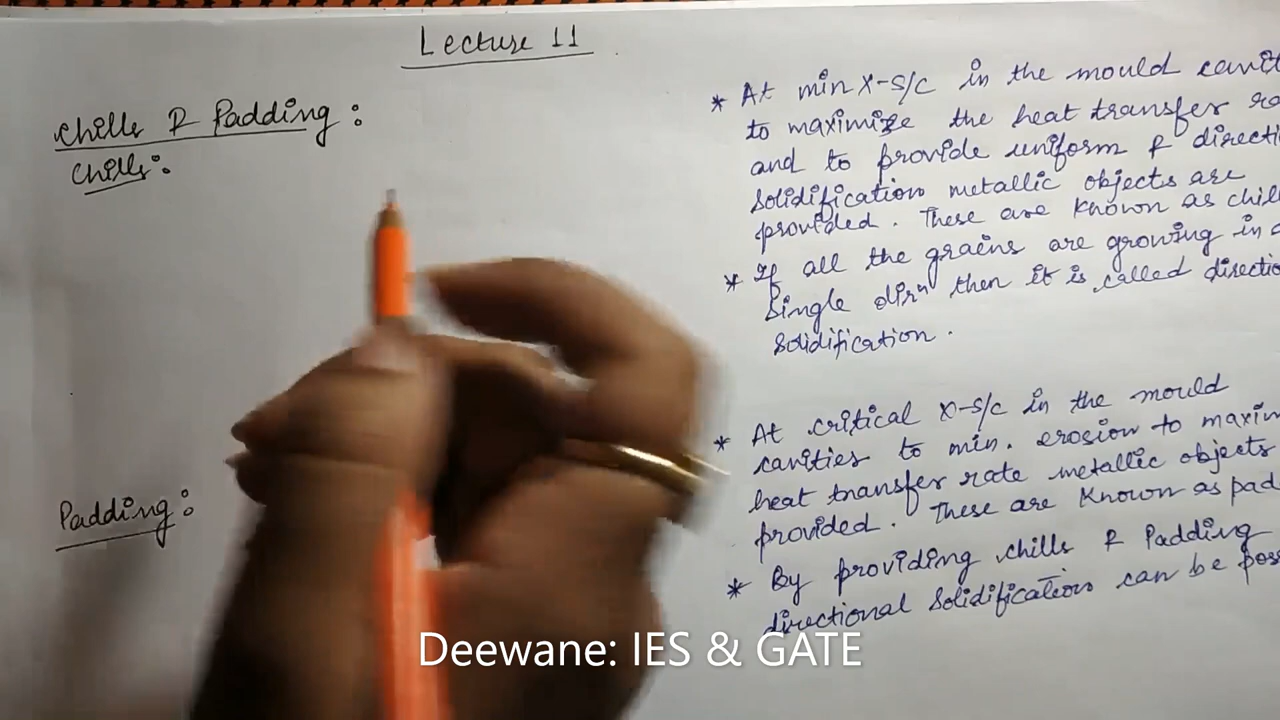 Lecture 11
Chills & Padding :
Chills :
* At min X-S/C in the mould cavit
to maximize the heat transfer ra
and to provide uniform & directi
Solidification metallic objects are
provided. These are known as chill
* If all the grains are growing in a
Single dirn then it is called directio
Solidification.
Padding :
* At critical X-S/C in the mould
cavities to min. erosion to maxim
heat transfer rate metallic objects
provided. These are known as pad
* By providing chills & Padding
directional Solidification can be poss
Deewane: IES & GATE